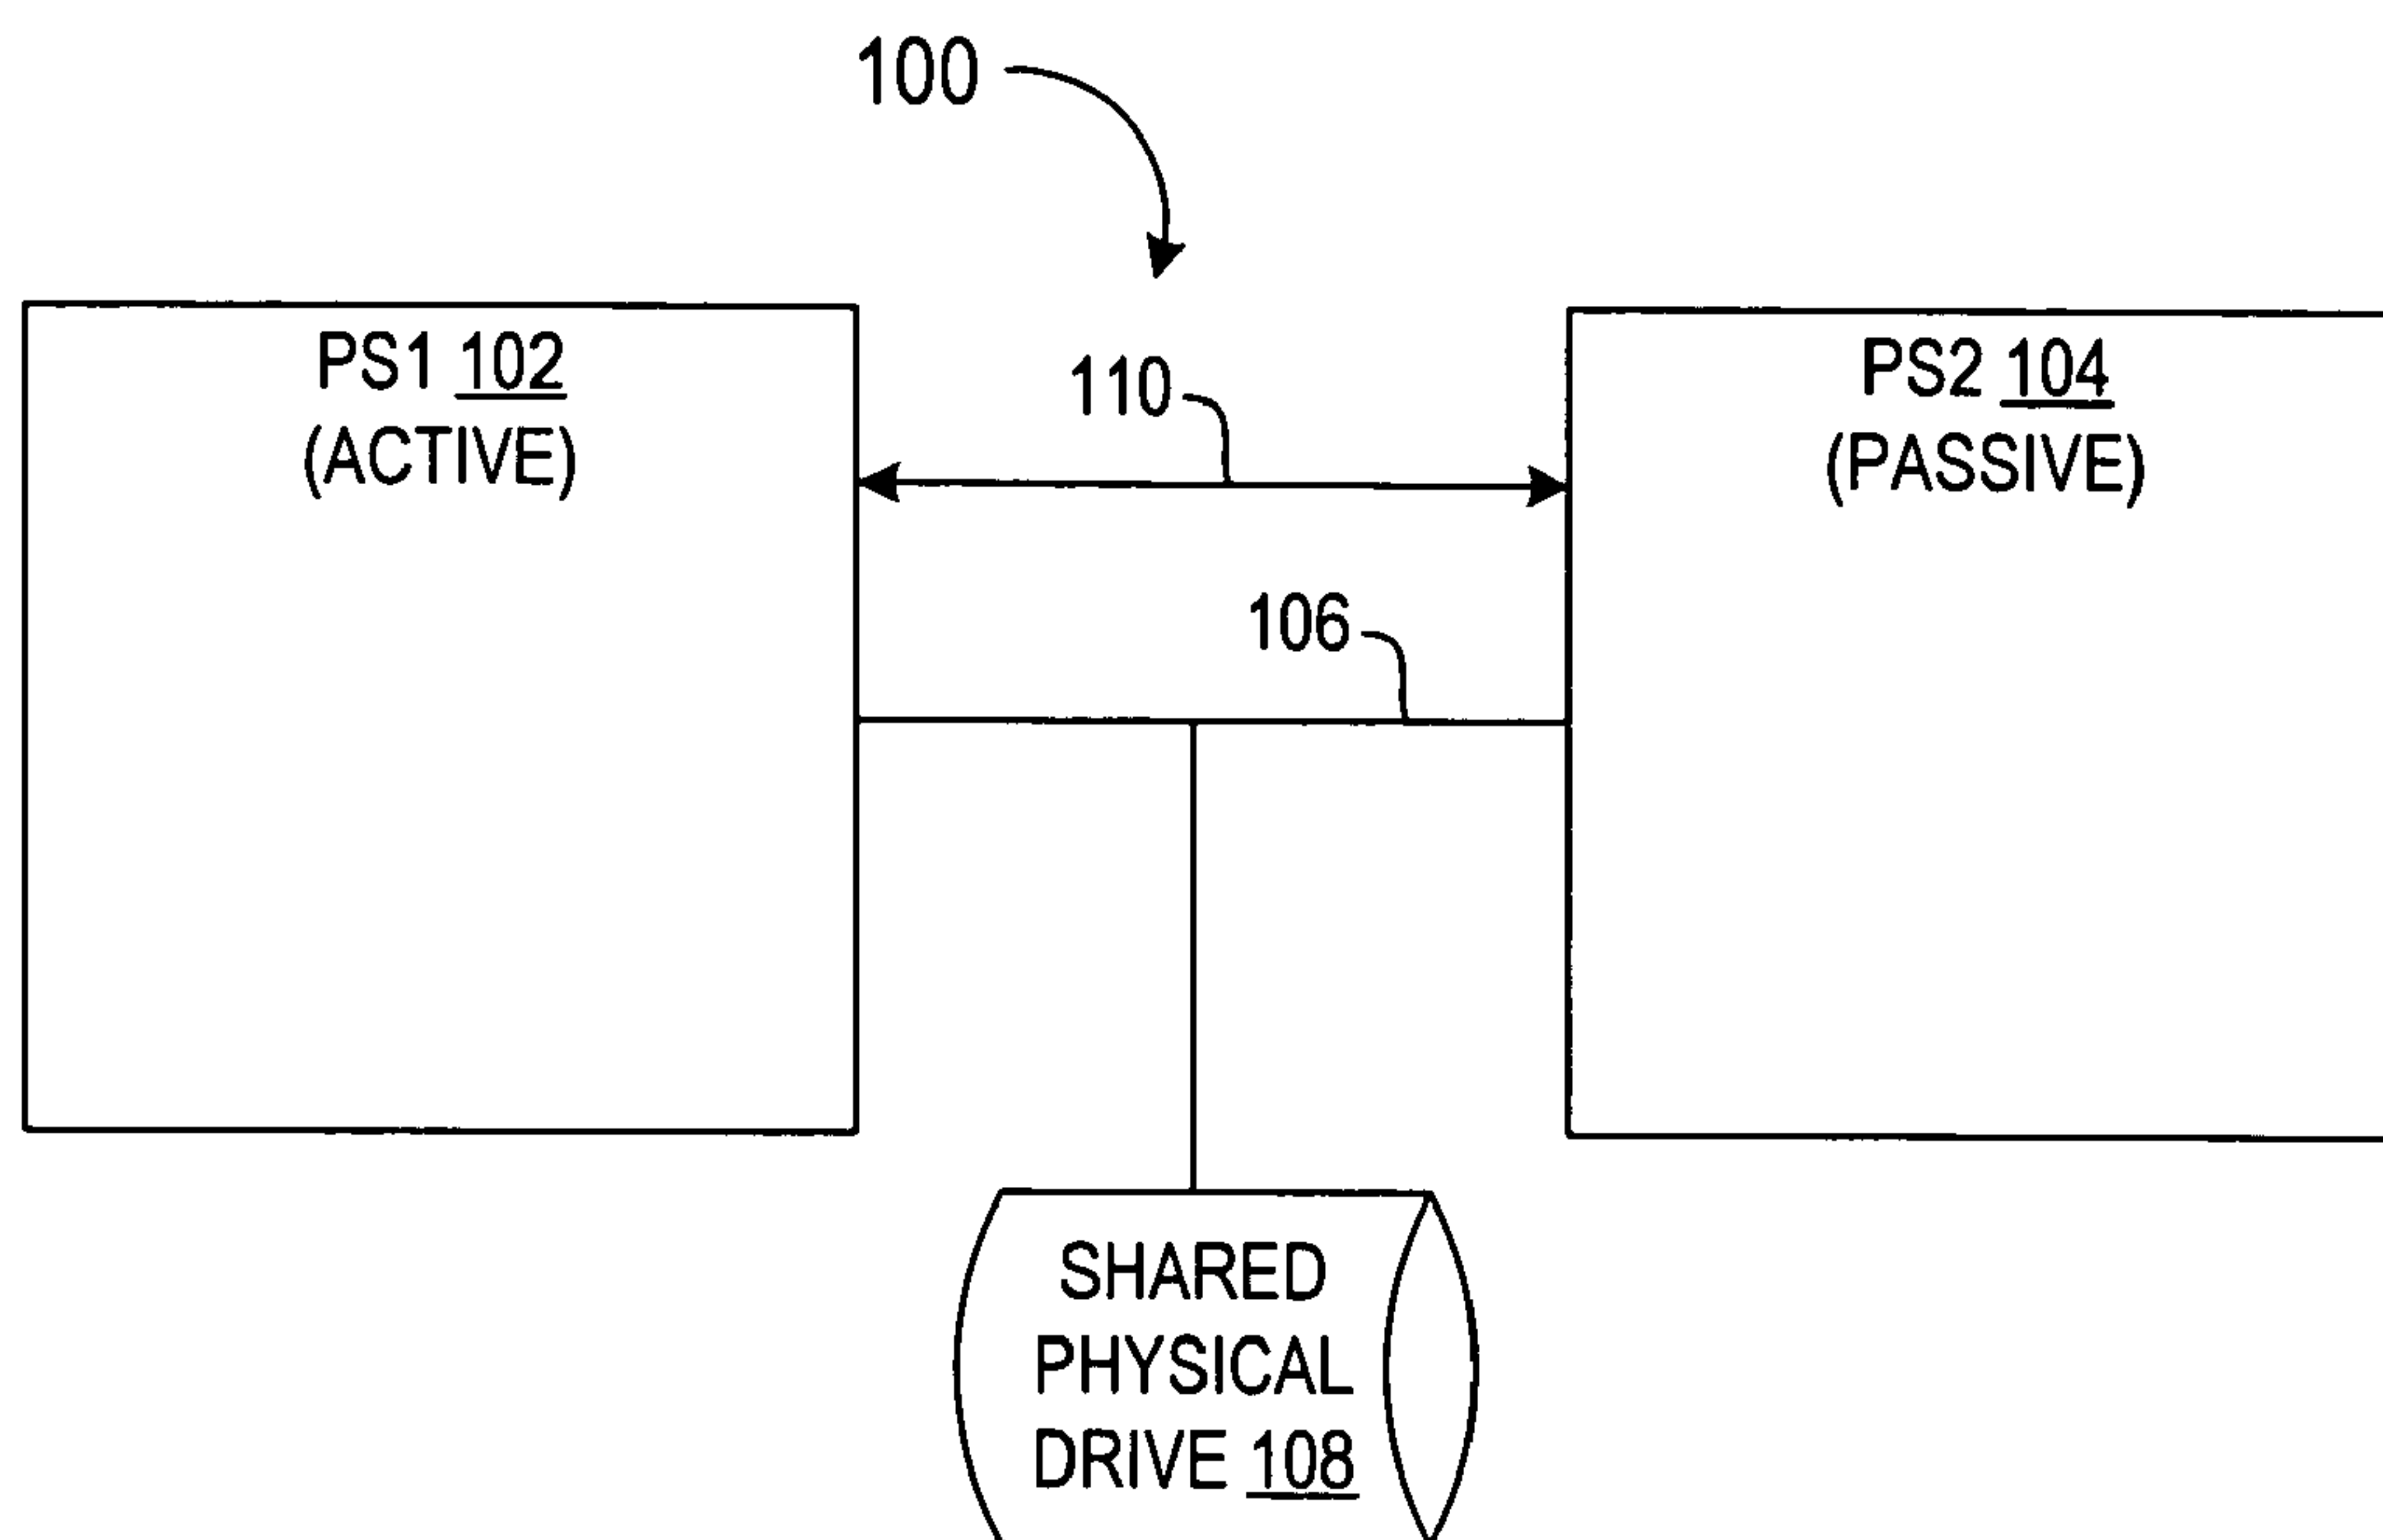 100
PS1 102
(ACTIVE)
110
PS2 104
(PASSIVE)
106
SHARED
PHYSICAL
DRIVE 108